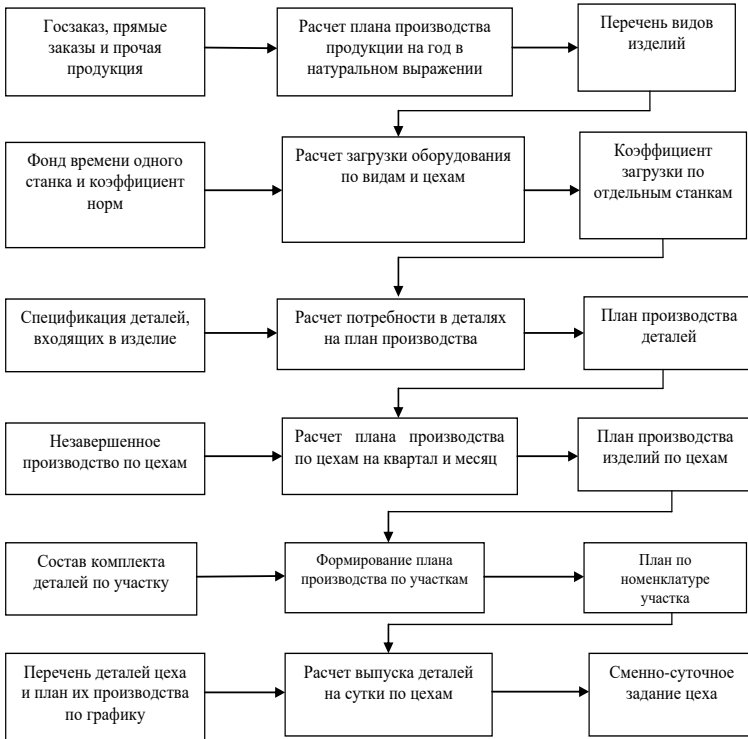 Госзаказ, прямые
заказы и прочая
продукция
Расчет плана производства
продукции на год в
натуральном выражении
Перечень видов
изделий
Фонд времени одного
станка и коэффициент
норм
Расчет загрузки оборудования
по видам и цехам
Коэффициент
загрузки по
отдельным станкам
Спецификация деталей,
входящих в изделие
Расчет потребности в деталях
на план производства
План производства
деталей
Незавершенное
производство по цехам
Расчет плана производства
по цехам на квартал и месяц
План производства
изделий по цехам
Состав комплекта
деталей по участку
Формирование плана
производства по участкам
План по
номенклатуре
участка
Перечень деталей цеха
и план их производства
по графику
Расчет выпуска деталей
на сутки по цехам
Сменно-суточное
задание цеха